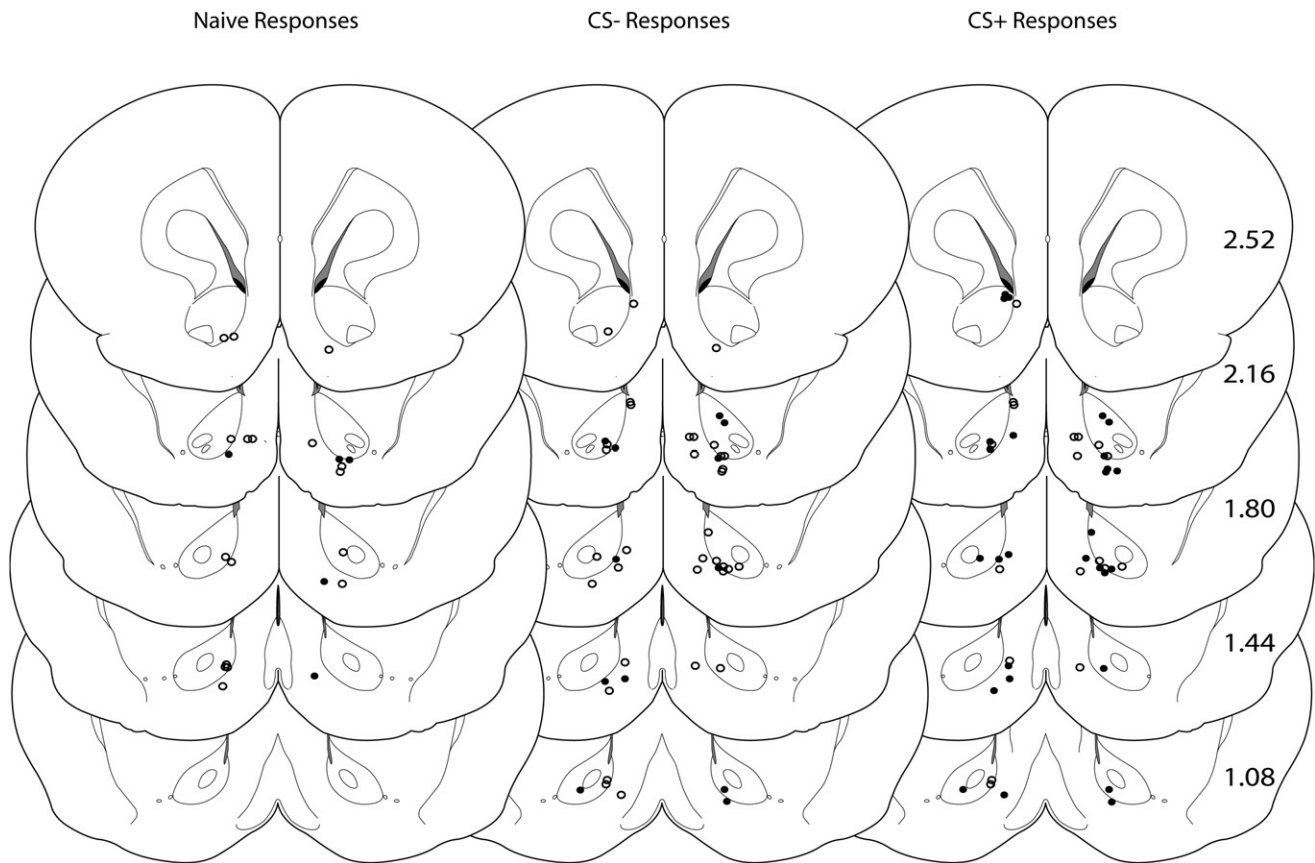 Naive Responses
CS- Responses
CS+ Responses
2.52
2.16
1.80
1.44
1.08